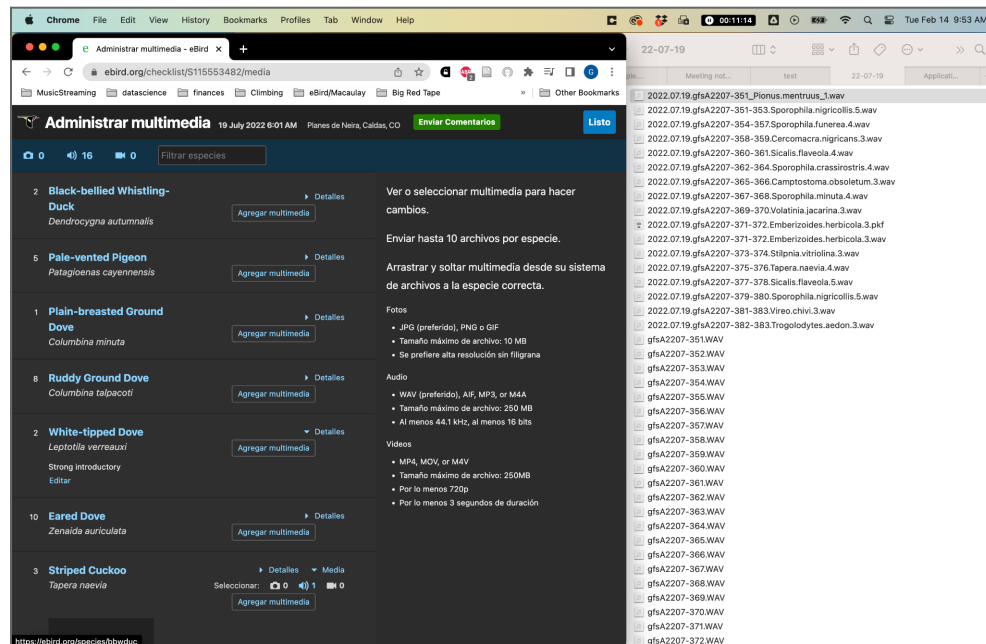 Chrome File Edit View History Bookmarks Profiles Tab Window Help
00:11:14
Tue Feb 14 9:53 AM
Administrar multimedia - eBird
ebird.org/checklist/S115553482/media
MusicStreaming datascience finances Climbing eBird/Macaulay Big Red Tape » Other Bookmarks
Administrar multimedia 19 July 2022 6:01 AM Planes de Neira, Caldas, CO Enviar Comentarios Listo
0 16 0 Filtrar especies
2 Black-bellied Whistling-Duck
Dendrocygna autumnalis
Detalles
Agregar multimedia
5 Pale-vented Pigeon
Patagioenas cayennensis
Detalles
Agregar multimedia
1 Plain-breasted Ground Dove
Columbina minuta
Detalles
Agregar multimedia
8 Ruddy Ground Dove
Columbina talpacoti
Detalles
Agregar multimedia
2 White-tipped Dove
Leptotila verreauxi
Detalles
Agregar multimedia
Strong introductory
Editar
10 Eared Dove
Zenaida auriculata
Detalles
Agregar multimedia
3 Striped Cuckoo
Tapera naevia
Detalles Media
Seleccionar: 0 1 0
Agregar multimedia
https://ebird.org/species/bbwduc
Ver o seleccionar multimedia para hacer
cambios.
Enviar hasta 10 archivos por especie.
Arrastrar y soltar multimedia desde su sistema
de archivos a la especie correcta.
Fotos
• JPG (preferido), PNG o GIF
• Tamaño máximo de archivo: 10 MB
• Se prefiere alta resolución sin filigrana
Audio
• WAV (preferido), AIF, MP3, or M4A
• Tamaño máximo de archivo: 250 MB
• Al menos 44.1 kHz, al menos 16 bits
Videos
• MP4, MOV, or M4V
• Tamaño máximo de archivo: 250MB
• Por lo menos 720p
• Por lo menos 3 segundos de duración
22-07-19
Meeting not... test 22-07-19 Applicati...
2022.07.19.gfsA2207-351_Pionus.mentruus_1.wav
2022.07.19.gfsA2207-351-353.Sporophila.nigricollis.5.wav
2022.07.19.gfsA2207-354-357.Sporophila.funerea.4.wav
2022.07.19.gfsA2207-358-359.Cercomacra.nigricans.3.wav
2022.07.19.gfsA2207-360-361.Sicalis.flaveola.4.wav
2022.07.19.gfsA2207-362-364.Sporophila.crassirostris.4.wav
2022.07.19.gfsA2207-365-366.Camptostoma.obsoletum.3.wav
2022.07.19.gfsA2207-367-368.Sporophila.minuta.4.wav
2022.07.19.gfsA2207-369-370.Volatinia.jacarina.3.wav
2022.07.19.gfsA2207-371-372.Emberizoides.herbicola.3.pkf
2022.07.19.gfsA2207-371-372.Emberizoides.herbicola.3.wav
2022.07.19.gfsA2207-373-374.Stilpnia.vitriolina.3.wav
2022.07.19.gfsA2207-375-376.Tapera.naevia.4.wav
2022.07.19.gfsA2207-377-378.Sicalis.flaveola.5.wav
2022.07.19.gfsA2207-379-380.Sporophila.nigricollis.5.wav
2022.07.19.gfsA2207-381-383.Vireo.chivi.3.wav
2022.07.19.gfsA2207-382-383.Trogolodytes.aedon.3.wav
gfsA2207-351.WAV
gfsA2207-352.WAV
gfsA2207-353.WAV
gfsA2207-354.WAV
gfsA2207-355.WAV
gfsA2207-356.WAV
gfsA2207-357.WAV
gfsA2207-358.WAV
gfsA2207-359.WAV
gfsA2207-360.WAV
gfsA2207-361.WAV
gfsA2207-362.WAV
gfsA2207-363.WAV
gfsA2207-364.WAV
gfsA2207-365.WAV
gfsA2207-366.WAV
gfsA2207-367.WAV
gfsA2207-368.WAV
gfsA2207-369.WAV
gfsA2207-370.WAV
gfsA2207-371.WAV
gfsA2207-372.WAV